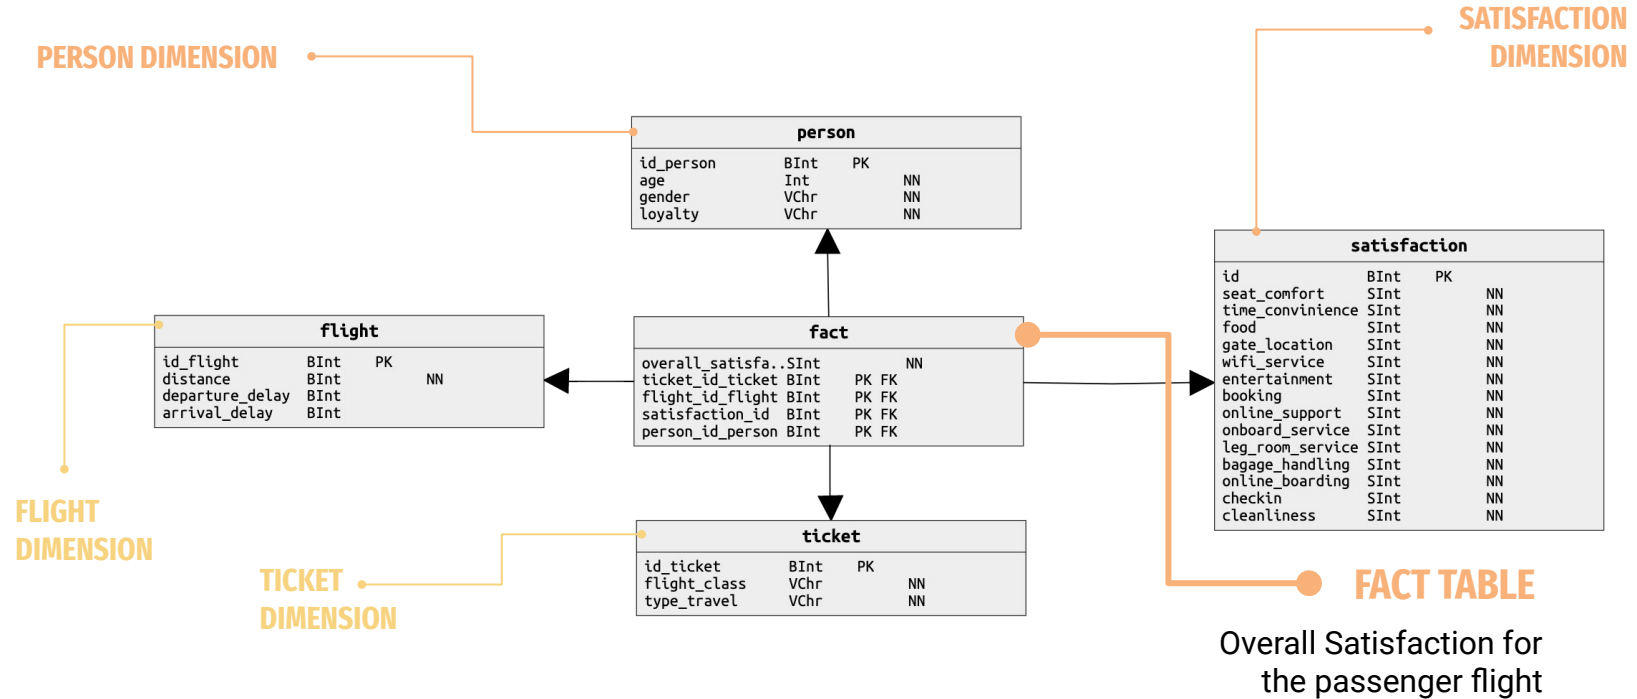 SATISFACTION
DIMENSION
PERSON DIMENSION
person
id_person BInt PK
age Int NN
gender VChr NN
loyalty VChr NN
satisfaction
id BInt PK
seat_comfort SInt NN
time_convinience SInt NN
food SInt NN
gate_location SInt NN
wifi_service SInt NN
entertainment SInt NN
booking SInt NN
online_support SInt NN
onboard_service SInt NN
leg_room_service SInt NN
bagage_handling SInt NN
online_boarding SInt NN
checkin SInt NN
cleanliness SInt NN
flight
id_flight BInt PK
distance BInt NN
departure_delay BInt
arrival_delay BInt
fact
overall_satisfa..SInt NN
ticket_id_ticket BInt PK FK
flight_id_flight BInt PK FK
satisfaction_id BInt PK FK
person_id_person BInt PK FK
FLIGHT
DIMENSION
ticket
id_ticket BInt PK
flight_class VChr NN
type_travel VChr NN
TICKET
DIMENSION
FACT TABLE
Overall Satisfaction for
the passenger flight